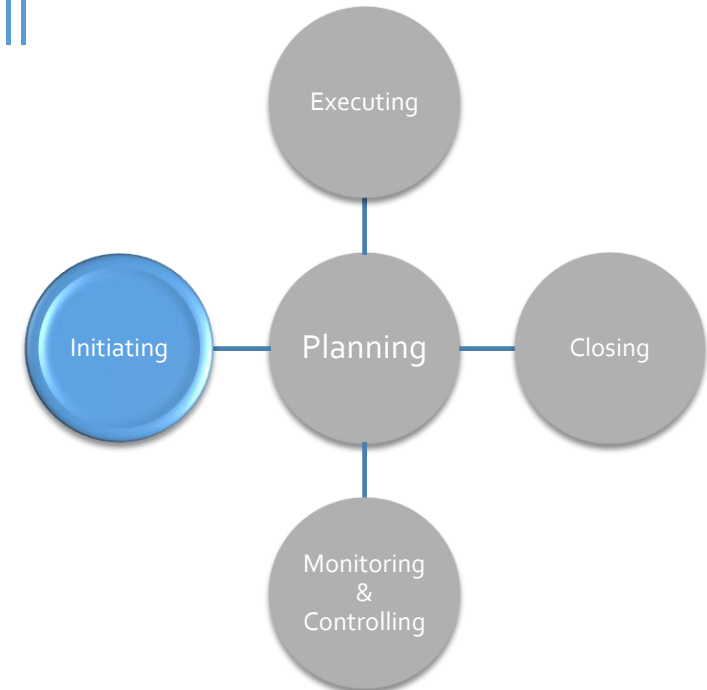 Executing
Initiating
Planning
Closing
Monitoring
&
Controlling